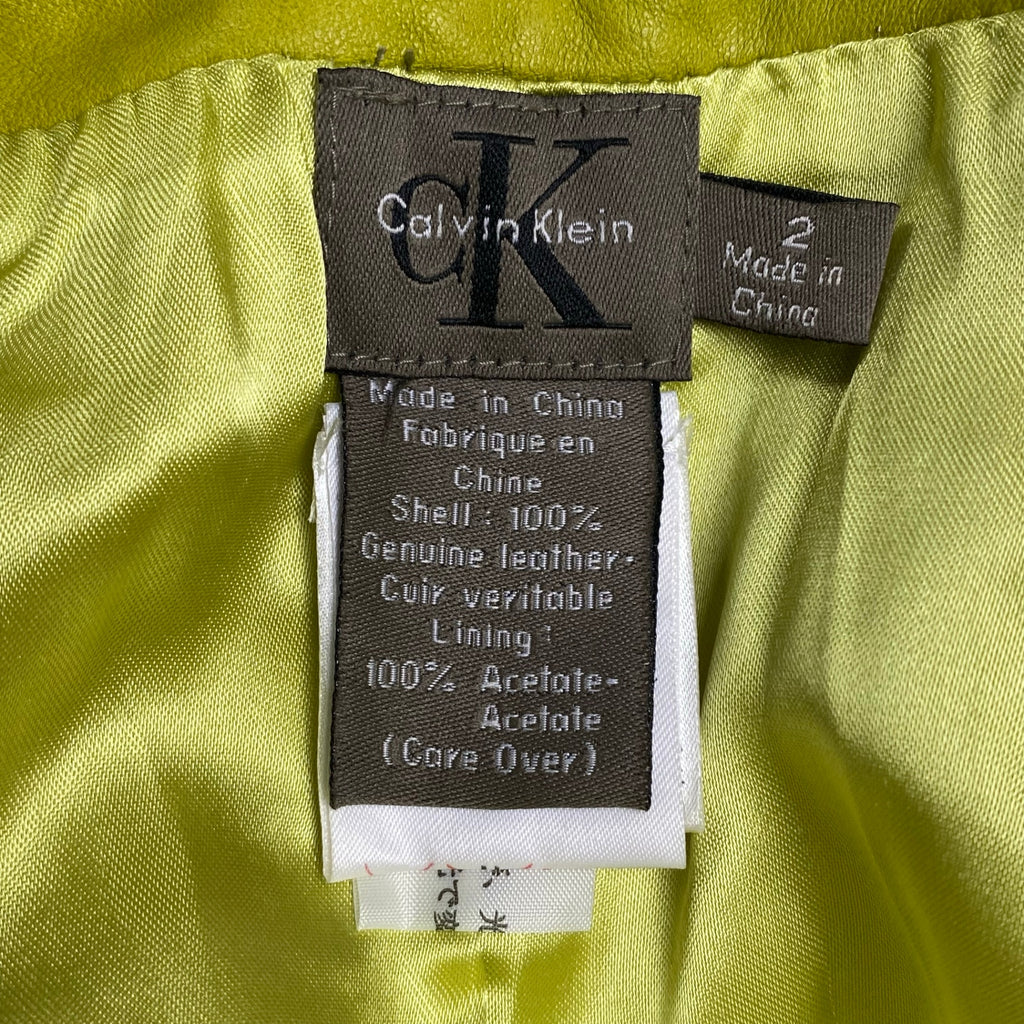 CK
Calvin Klein
2
Made in
China
Made in China
Fabrique en
Chine
Shell : 100%
Genuine leather-
Cuir veritable
Lining :
100% Acetate-
Acetate
(Care Over)